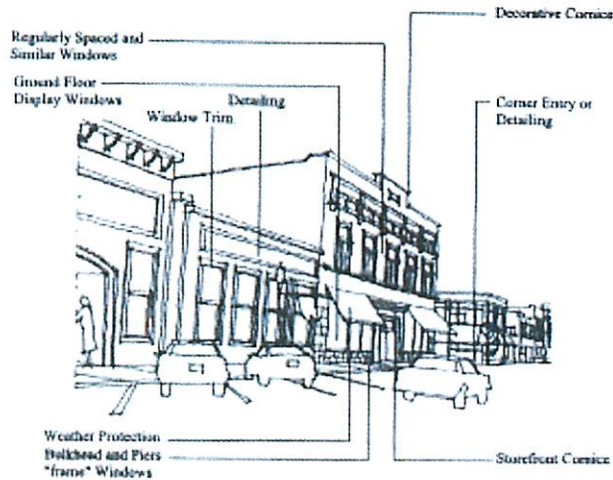 Decorative Cornice
Regularly Spaced and
Similar Windows
Ground Floor
Display Windows
Detailing
Window Trim
Corner Entry or
Detailing
Weather Protection
Bulkhead and Piers
"frame" Windows
Storefront Cornice